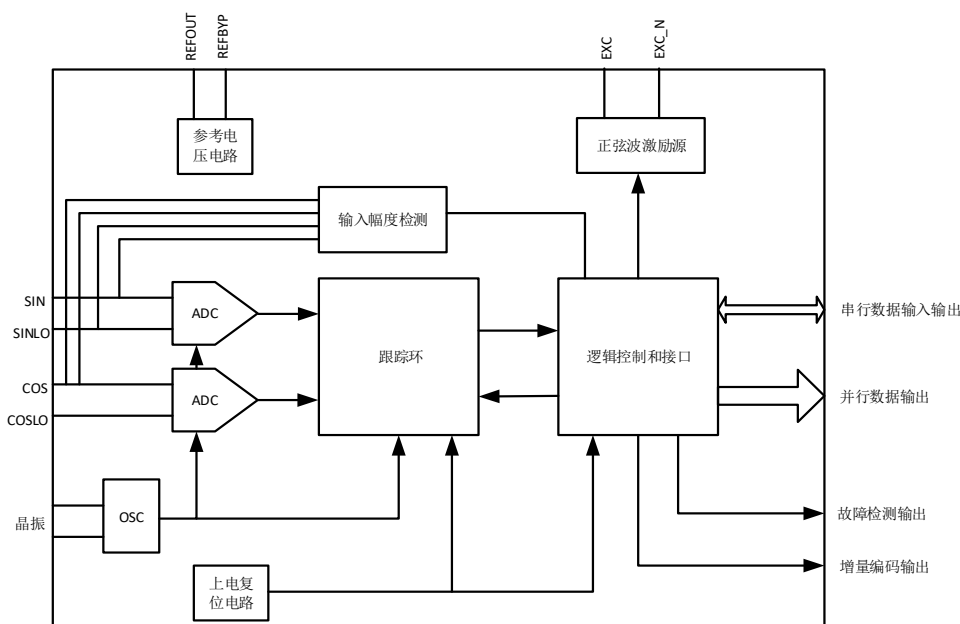 REFOUT
REFBYP
EXC
EXC_N
参考电
压电路
正弦波激励源
输入幅度检测
SIN
ADC
SINLO
跟踪环
逻辑控制和接口
串行数据输入输出
COS
ADC
COSLO
并行数据输出
晶振
OSC
故障检测输出
上电复
位电路
增量编码输出